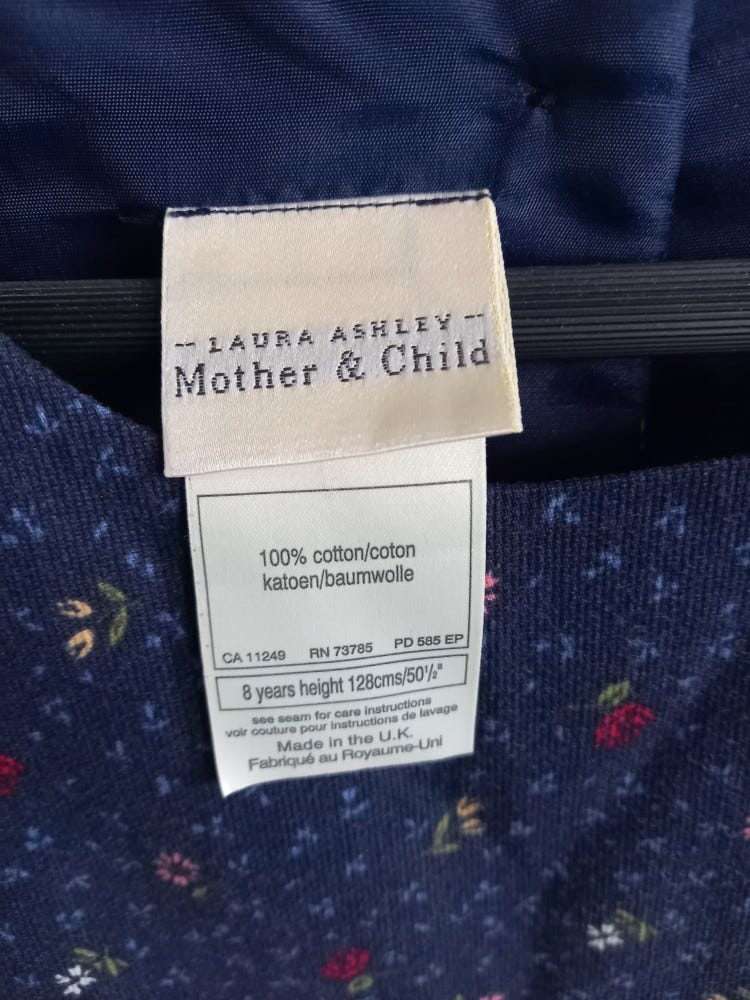 -- LAURA ASHLEY --
Mother & Child
100% cotton/coton
katoen/baumwolle
CA 11249 RN 73785 PD 585 EP
8 years height 128cms/50½"
see seam for care instructions
voir couture pour instructions de lavage
Made in the U.K.
Fabriqué au Royaume-Uni